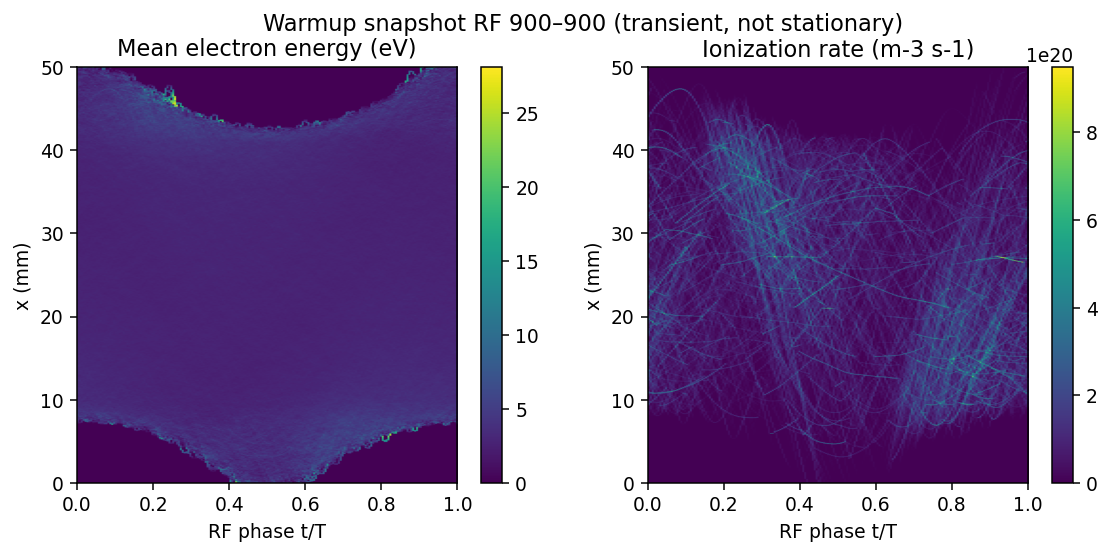 Warmup snapshot RF 900–900 (transient, not stationary)
Mean electron energy (eV)
Ionization rate (m-3 s-1)
1e20
x (mm)
50
40
30
20
10
0
0.0 0.2 0.4 0.6 0.8 1.0
RF phase t/T
25
20
15
10
5
0
x (mm)
50
40
30
20
10
0
0.0 0.2 0.4 0.6 0.8 1.0
RF phase t/T
8
6
4
2
0